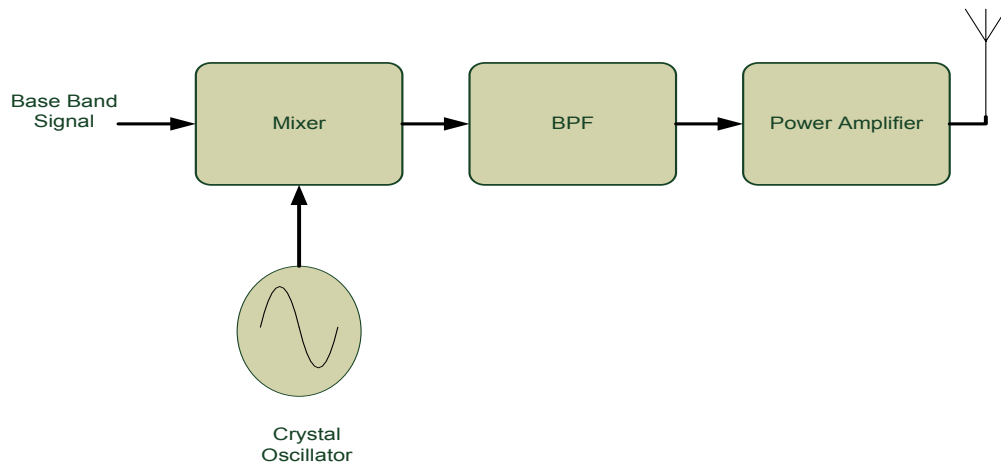 Base Band
Signal
Mixer
BPF
Power Amplifier
Crystal
Oscillator